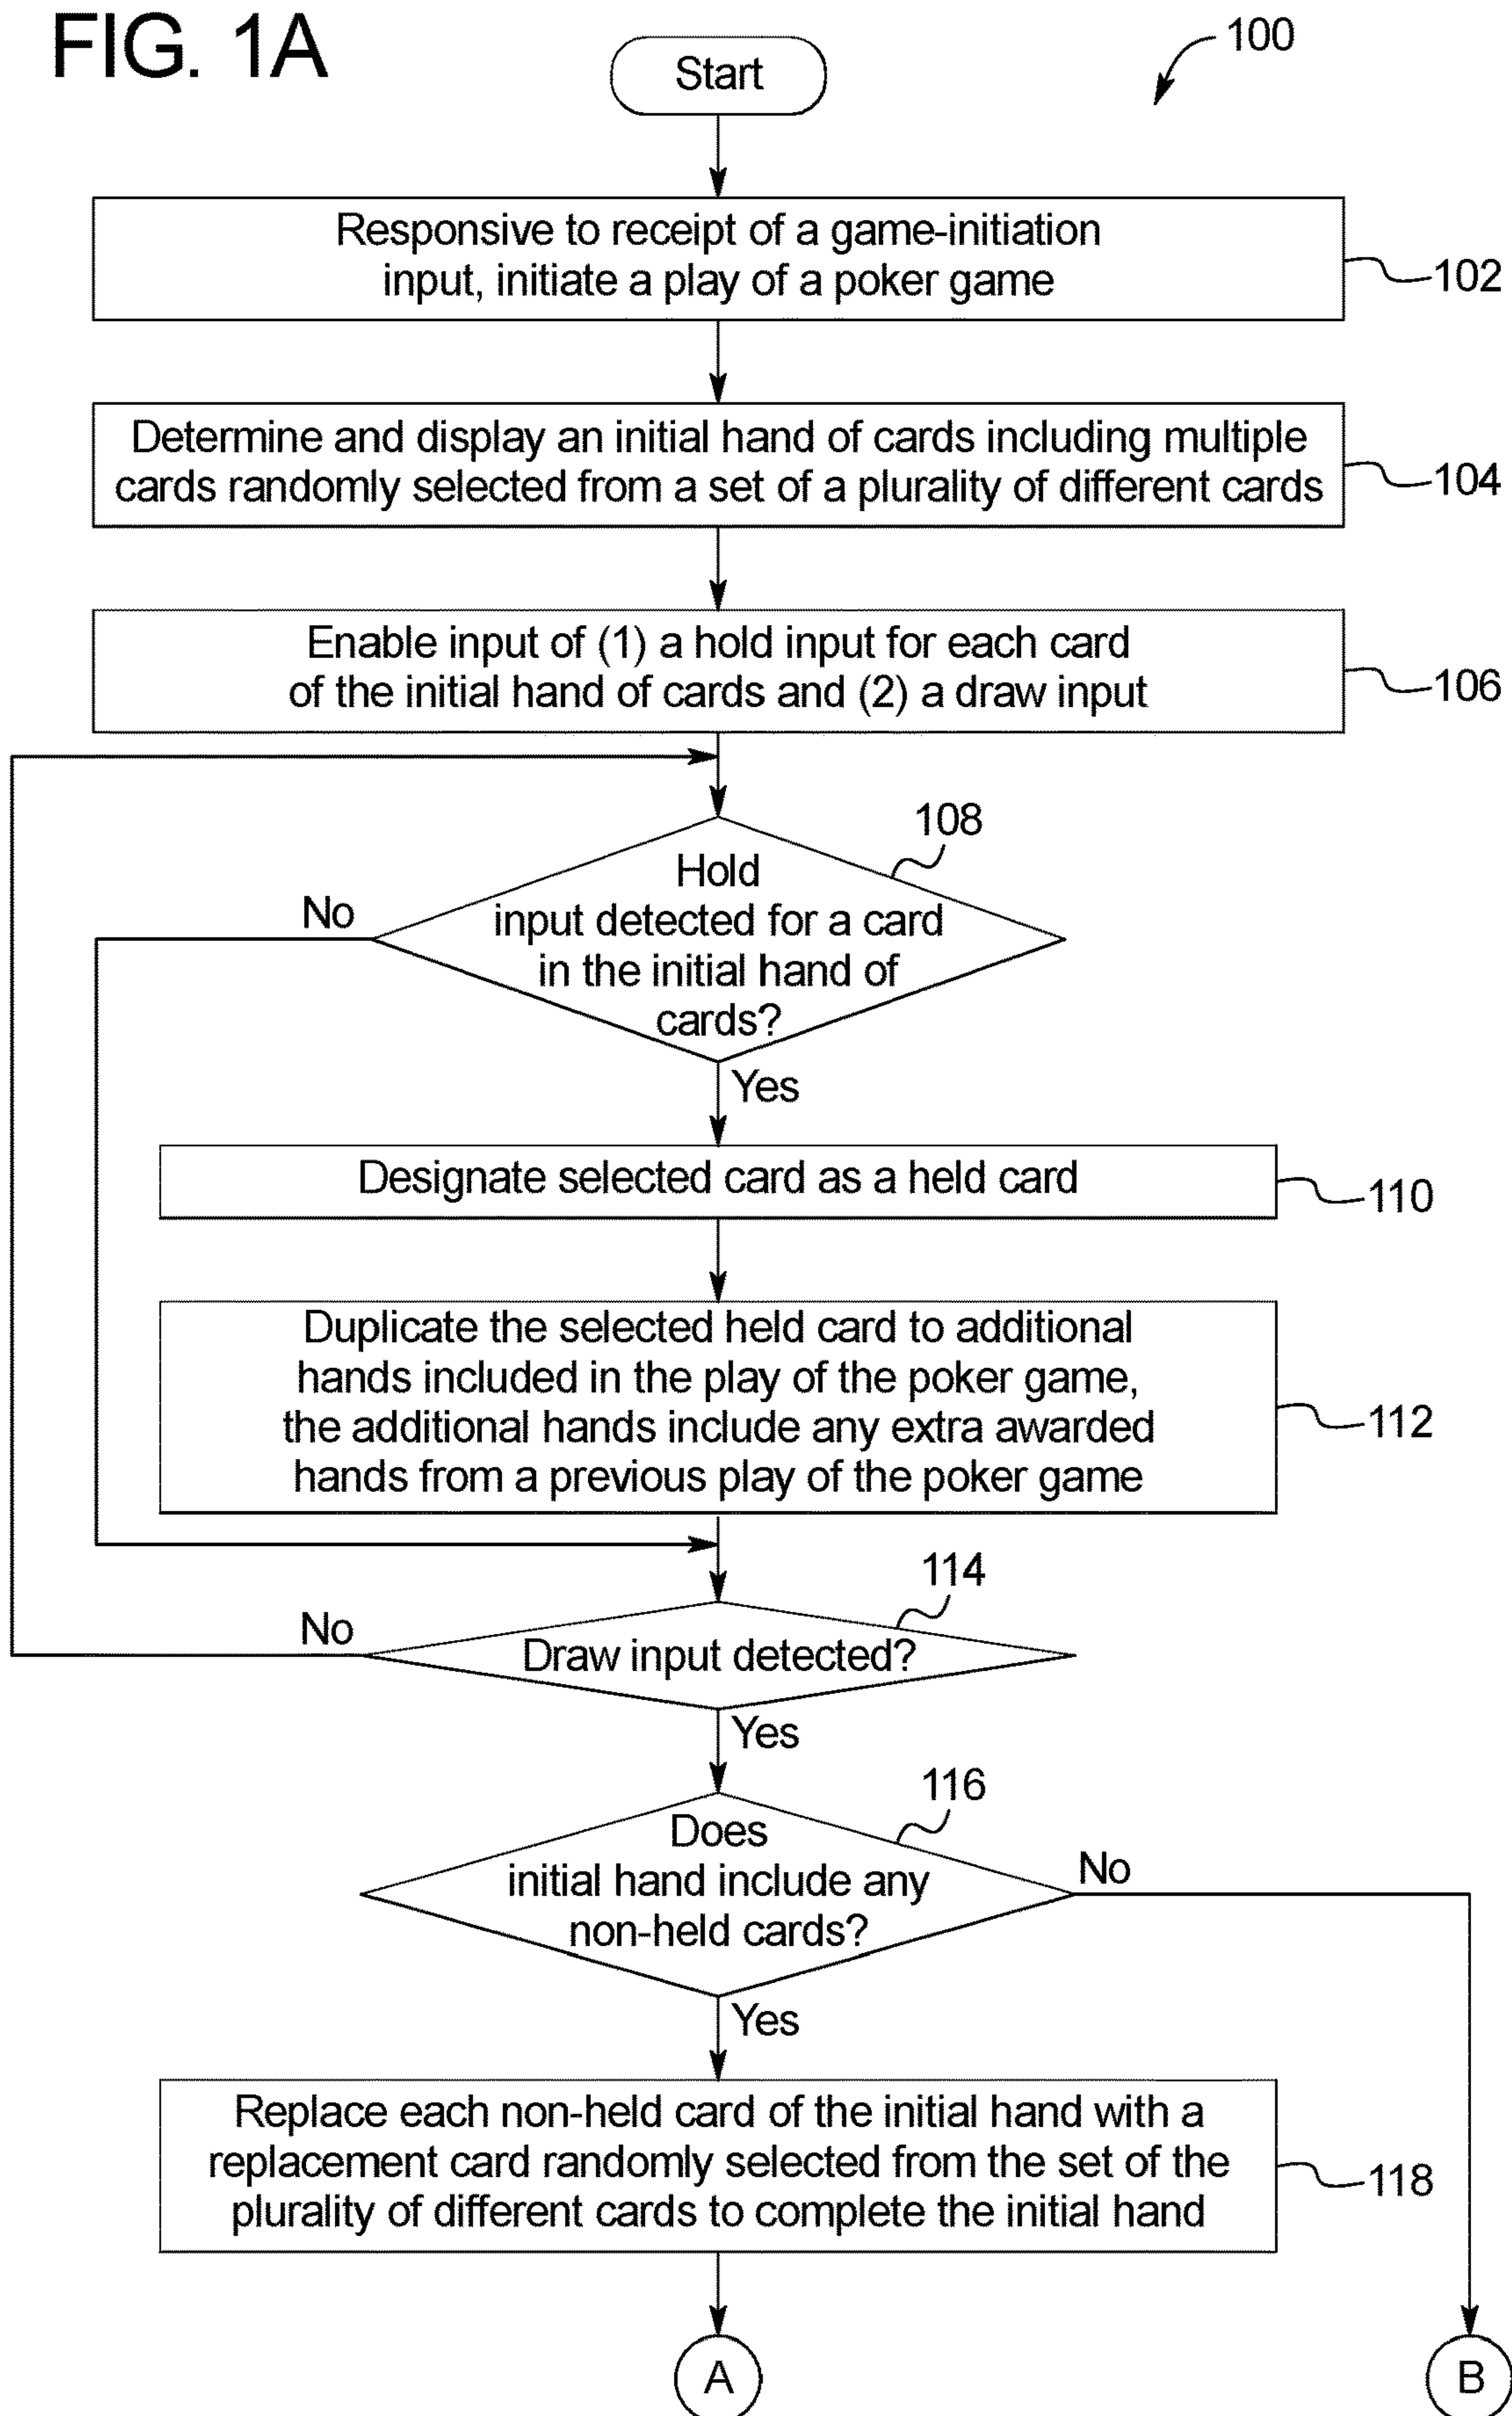 FIG. 1A
100
Start
Responsive to receipt of a game-initiation
input, initiate a play of a poker game
102
Determine and display an initial hand of cards including multiple
cards randomly selected from a set of a plurality of different cards
104
Enable input of (1) a hold input for each card
of the initial hand of cards and (2) a draw input
106
108
Hold
input detected for a card
in the initial hand of
cards?
No
Yes
Designate selected card as a held card
110
Duplicate the selected held card to additional
hands included in the play of the poker game,
the additional hands include any extra awarded
hands from a previous play of the poker game
112
114
Draw input detected?
No
Yes
116
Does
initial hand include any
non-held cards?
No
Yes
Replace each non-held card of the initial hand with a
replacement card randomly selected from the set of the
plurality of different cards to complete the initial hand
118
A
B